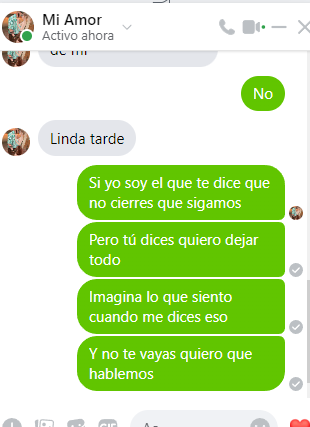 Mi Amor
Activo ahora
de mi
No
Linda tarde
Si yo soy el que te dice que
no cierres que sigamos
Pero tú dices quiero dejar
todo
Imagina lo que siento
cuando me dices eso
Y no te vayas quiero que
hablemos
GIF
Aa